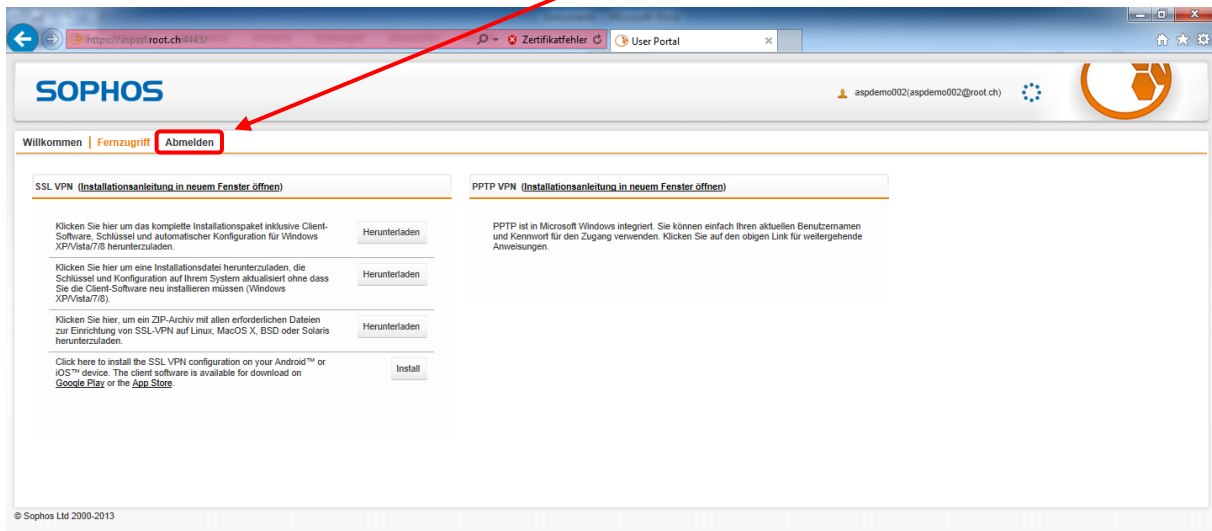 https://aspssl.root.ch:4443/
Zertifikatfehler
User Portal
SOPHOS
aspdemo002(aspdemo002@root.ch)
Willkommen | Fernzugriff Abmelden
SSL VPN (Installationsanleitung in neuem Fenster öffnen)
Klicken Sie hier um das komplette Installationspaket inklusive Client-
Software, Schlüssel und automatischer Konfiguration für Windows
XP/Vista/7/8 herunterzuladen.
Herunterladen
Klicken Sie hier um eine Installationsdatei herunterzuladen, die
Schlüssel und Konfiguration auf Ihrem System aktualisiert ohne dass
Sie die Client-Software neu installieren müssen (Windows
XP/Vista/7/8).
Herunterladen
Klicken Sie hier, um ein ZIP-Archiv mit allen erforderlichen Dateien
zur Einrichtung von SSL-VPN auf Linux, MacOS X, BSD oder Solaris
herunterzuladen.
Herunterladen
Click here to install the SSL VPN configuration on your Android™ or
iOS™ device. The client software is available for download on
Google Play or the App Store.
Install
PPTP VPN (Installationsanleitung in neuem Fenster öffnen)
PPTP ist in Microsoft Windows integriert. Sie können einfach Ihren aktuellen Benutzernamen
und Kennwort für den Zugang verwenden. Klicken Sie auf den obigen Link für weitergehende
Anweisungen.
© Sophos Ltd 2000-2013